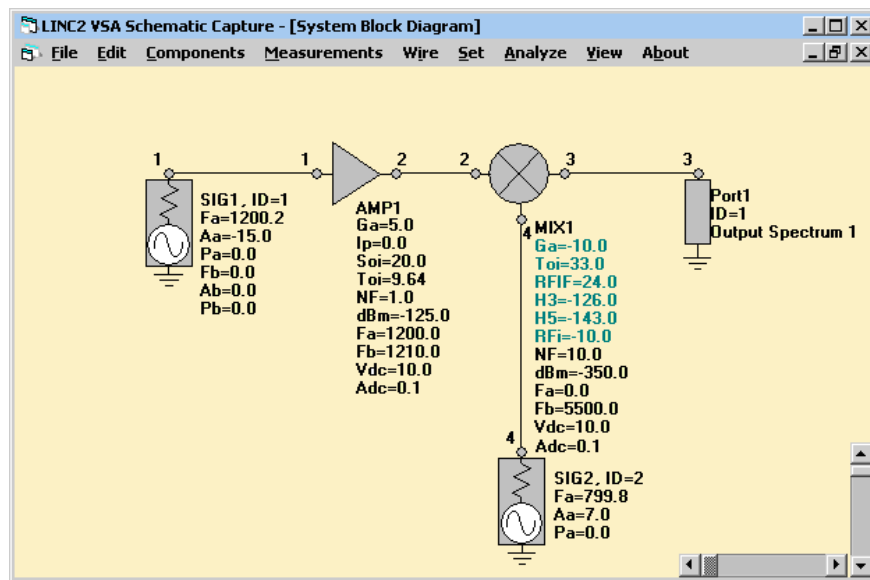 LINC2 VSA Schematic Capture - [System Block Diagram]
File Edit Components Measurements Wire Set Analyze View About
1
1
2
2
3
3
SIG1, ID=1
Fa=1200.2
Aa=-15.0
Pa=0.0
Fb=0.0
Ab=0.0
Pb=0.0
AMP1
Ga=5.0
Ip=0.0
Soi=20.0
Toi=9.64
NF=1.0
dBm=-125.0
Fa=1200.0
Fb=1210.0
Vdc=10.0
Adc=0.1
4
MIX1
Ga=-10.0
Toi=33.0
RFIF=24.0
H3=-126.0
H5=-143.0
RFi=-10.0
NF=10.0
dBm=-350.0
Fa=0.0
Fb=5500.0
Vdc=10.0
Adc=0.1
Port1
ID=1
Output Spectrum 1
4
SIG2, ID=2
Fa=799.8
Aa=7.0
Pa=0.0